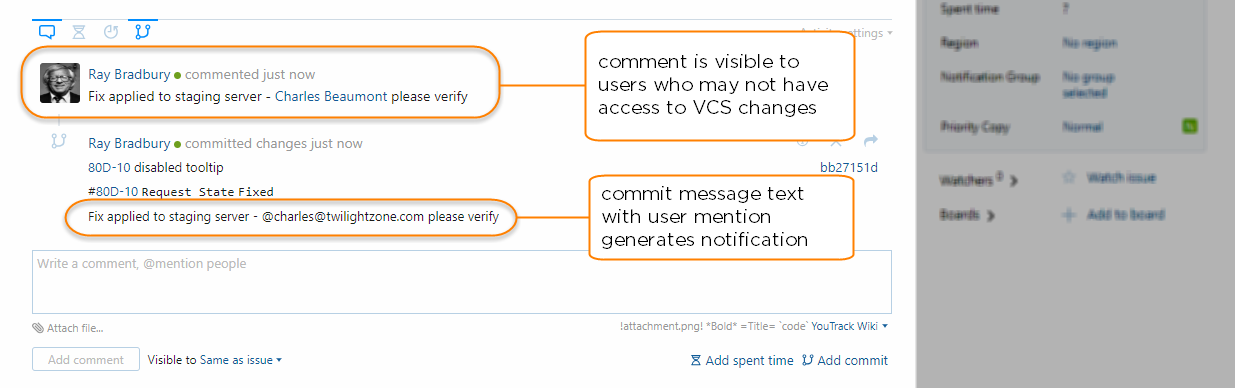 Spent time ?
Ray Bradbury commented just now
Fix applied to staging server - Charles Beaumont please verify
comment is visible to
users who may not have
access to VCS changes
Region No region
Notification Group No group
selected
Priority Copy Normal
Ray Bradbury committed changes just now
80D-10 disabled tooltip bb27151d
#80D-10 Request State Fixed
Fix applied to staging server - @charles@twilightzone.com please verify
commit message text
with user mention
generates notification
Watchers 0 Watch issue
Boards Add to board
Write a comment, @mention people
Attach file...
!attachment.png! *Bold* =Title= `code` YouTrack Wiki
Add comment Visible to Same as issue
Add spent time Add commit